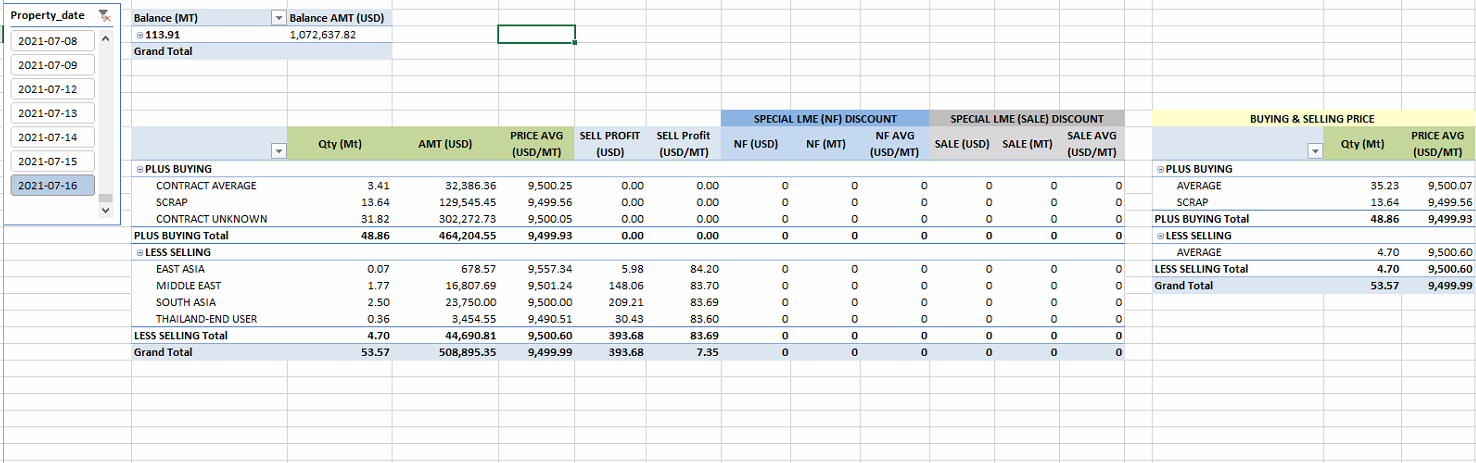 Property_date
2021-07-08
2021-07-09
2021-07-12
2021-07-13
2021-07-14
2021-07-15
2021-07-16
Balance (MT) Balance AMT (USD)
113.91 1,072,637.82
Grand Total
SPECIAL LME (NF) DISCOUNT SPECIAL LME (SALE) DISCOUNT
Qty (Mt) AMT (USD) PRICE AVG (USD/MT) SELL PROFIT (USD) SELL Profit (USD/MT) NF (USD) NF (MT) NF AVG (USD/MT) SALE (USD) SALE (MT) SALE AVG (USD/MT)
PLUS BUYING
CONTRACT AVERAGE 3.41 32,386.36 9,500.25 0.00 0.00 0 0 0 0 0 0
SCRAP 13.64 129,545.45 9,499.56 0.00 0.00 0 0 0 0 0 0
CONTRACT UNKNOWN 31.82 302,272.73 9,500.05 0.00 0.00 0 0 0 0 0 0
PLUS BUYING Total 48.86 464,204.55 9,499.93 0.00 0.00 0 0 0 0 0 0
LESS SELLING
EAST ASIA 0.07 678.57 9,557.34 5.98 84.20 0 0 0 0 0 0
MIDDLE EAST 1.77 16,807.69 9,501.24 148.06 83.70 0 0 0 0 0 0
SOUTH ASIA 2.50 23,750.00 9,500.00 209.21 83.69 0 0 0 0 0 0
THAILAND-END USER 0.36 3,454.55 9,490.51 30.43 83.60 0 0 0 0 0 0
LESS SELLING Total 4.70 44,690.81 9,500.60 393.68 83.69 0 0 0 0 0 0
Grand Total 53.57 508,895.35 9,499.99 393.68 7.35 0 0 0 0 0 0
BUYING & SELLING PRICE
Qty (Mt) PRICE AVG (USD/MT)
PLUS BUYING
AVERAGE 35.23 9,500.07
SCRAP 13.64 9,499.56
PLUS BUYING Total 48.86 9,499.93
LESS SELLING
AVERAGE 4.70 9,500.60
LESS SELLING Total 4.70 9,500.60
Grand Total 53.57 9,499.99